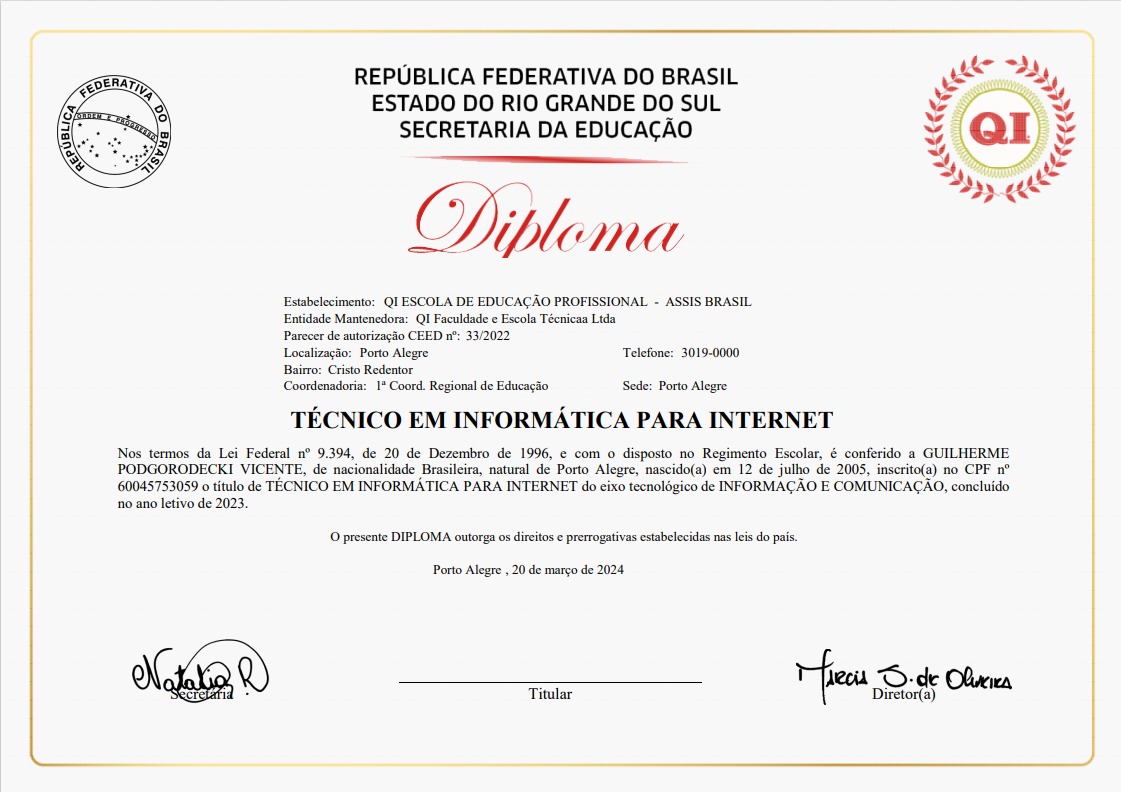 REPÚBLICA FEDERATIVA DO BRASIL
ORDEM E PROGRESSO
REPÚBLICA FEDERATIVA DO BRASIL
ESTADO DO RIO GRANDE DO SUL
SECRETARIA DA EDUCAÇÃO
QI
Diploma
Estabelecimento: QI ESCOLA DE EDUCAÇÃO PROFISSIONAL - ASSIS BRASIL
Entidade Mantenedora: QI Faculdade e Escola Técnicaa Ltda
Parecer de autorização CEED nº: 33/2022
Localização: Porto Alegre Telefone: 3019-0000
Bairro: Cristo Redentor
Coordenadoria: 1ª Coord. Regional de Educação Sede: Porto Alegre
TÉCNICO EM INFORMÁTICA PARA INTERNET
Nos termos da Lei Federal nº 9.394, de 20 de Dezembro de 1996, e com o disposto no Regimento Escolar, é conferido a GUILHERME
PODGORODECKI VICENTE, de nacionalidade Brasileira, natural de Porto Alegre, nascido(a) em 12 de julho de 2005, inscrito(a) no CPF nº
60045753059 o título de TÉCNICO EM INFORMÁTICA PARA INTERNET do eixo tecnológico de INFORMAÇÃO E COMUNICAÇÃO, concluído
no ano letivo de 2023.
O presente DIPLOMA outorga os direitos e prerrogativas estabelecidas nas leis do país.
Porto Alegre , 20 de março de 2024
Natalia R
Marcia S. de Oliveira
Secretária Titular Diretor(a)